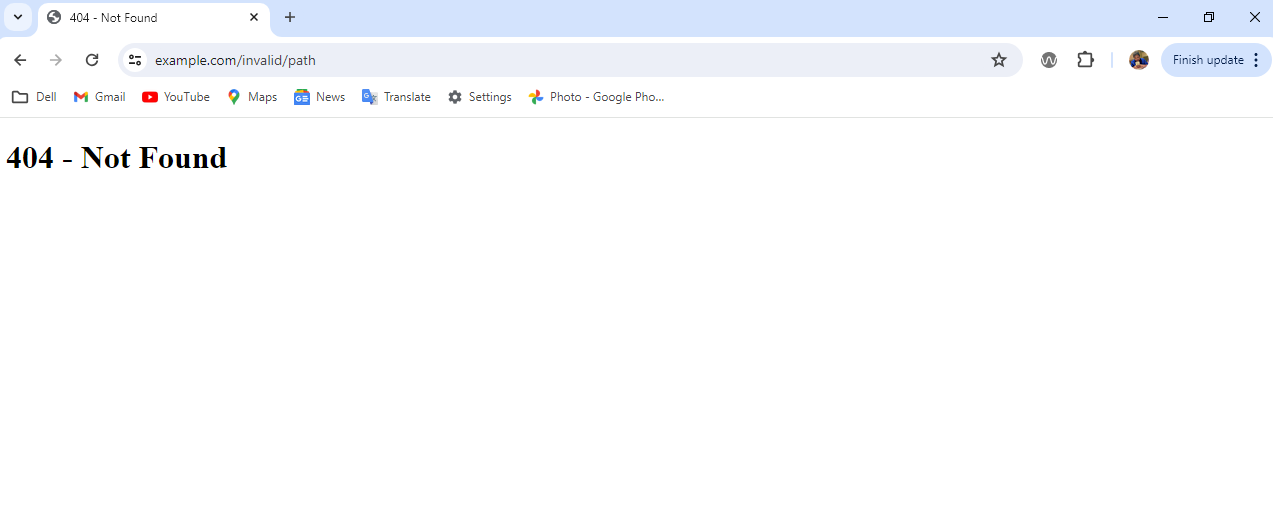 404 - Not Found
example.com/invalid/path
Finish update
Dell Gmail YouTube Maps News Translate Settings Photo - Google Pho...
404 - Not Found